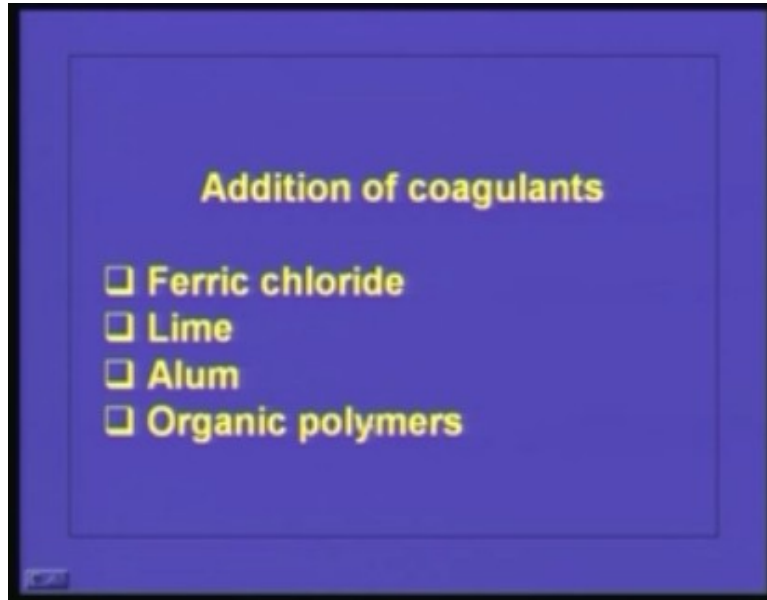 Addition of coagulants
❑ Ferric chloride
❑ Lime
❑ Alum
❑ Organic polymers